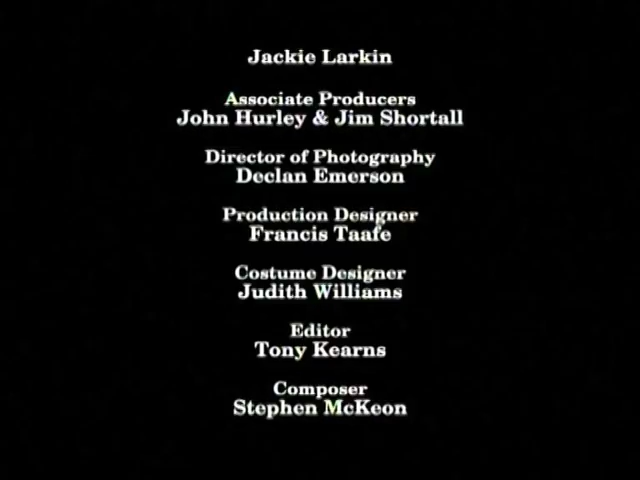 Jackie Larkin
Associate Producers
John Hurley & Jim Shortall
Director of Photography
Declan Emerson
Production Designer
Francis Taafe
Costume Designer
Judith Williams
Editor
Tony Kearns
Composer
Stephen McKeon